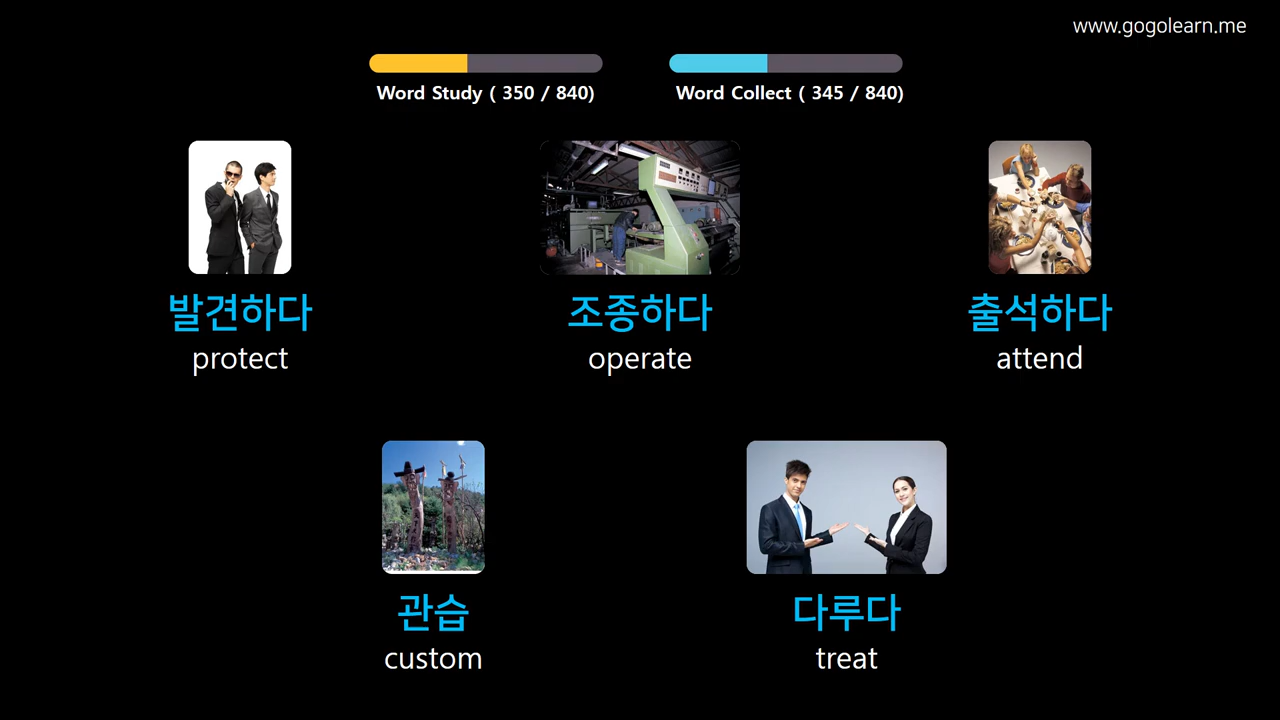 www.gogolearn.me
Word Study ( 350 / 840)
Word Collect ( 345 / 840)
발견하다
protect
조종하다
operate
출석하다
attend
관습
custom
다루다
treat